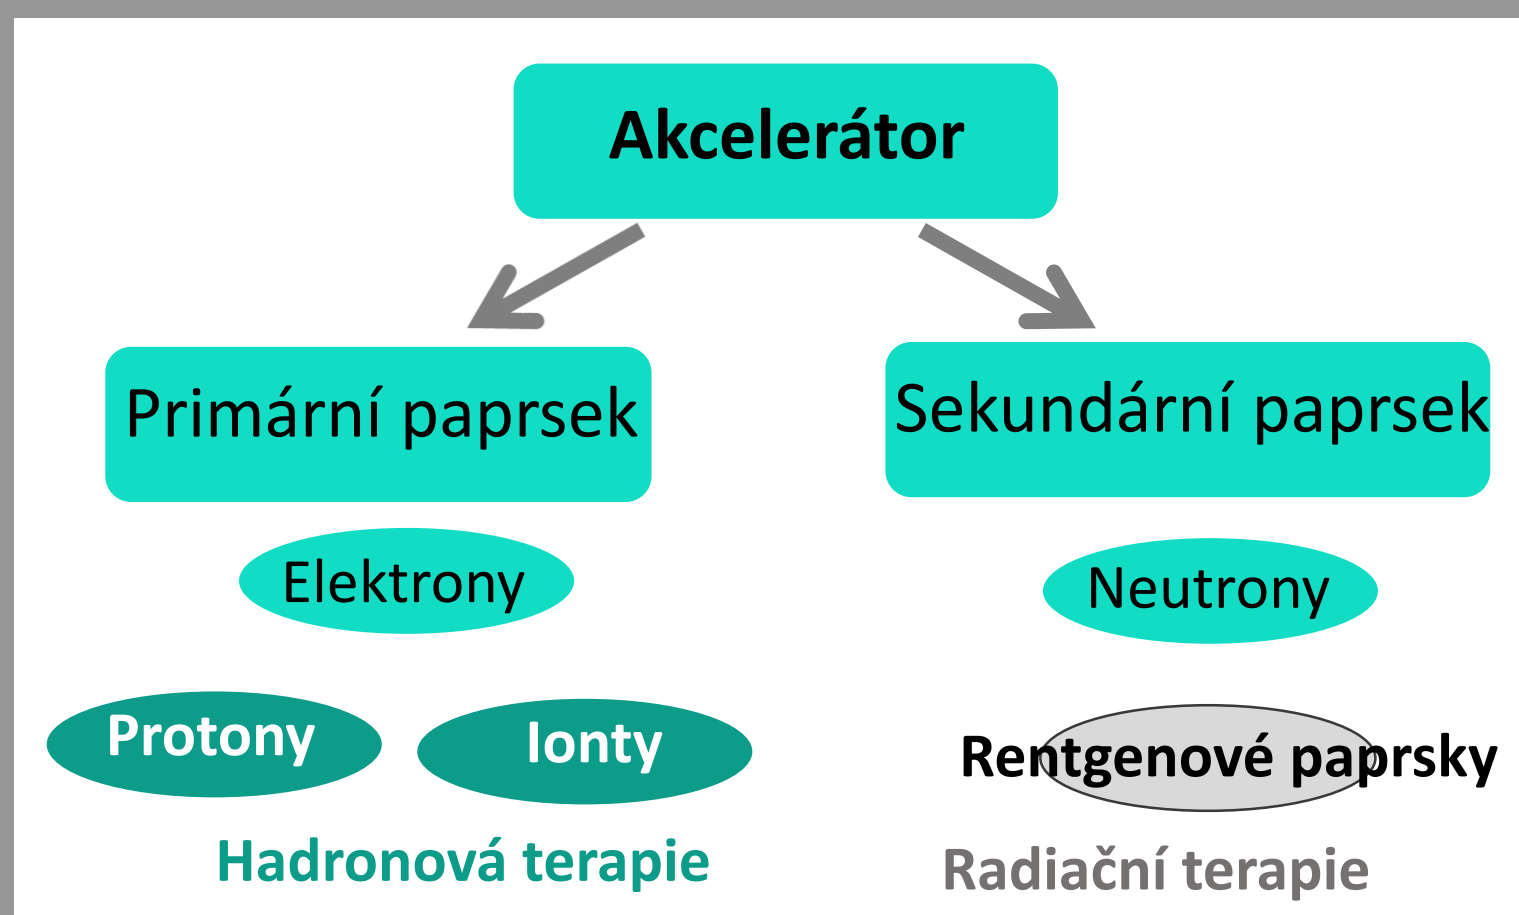 Akcelerátor
Primární paprsek
Sekundární paprsek
Elektrony
Neutrony
Protony
Ionty
Rentgenové paprsky
Hadronová terapie
Radiační terapie